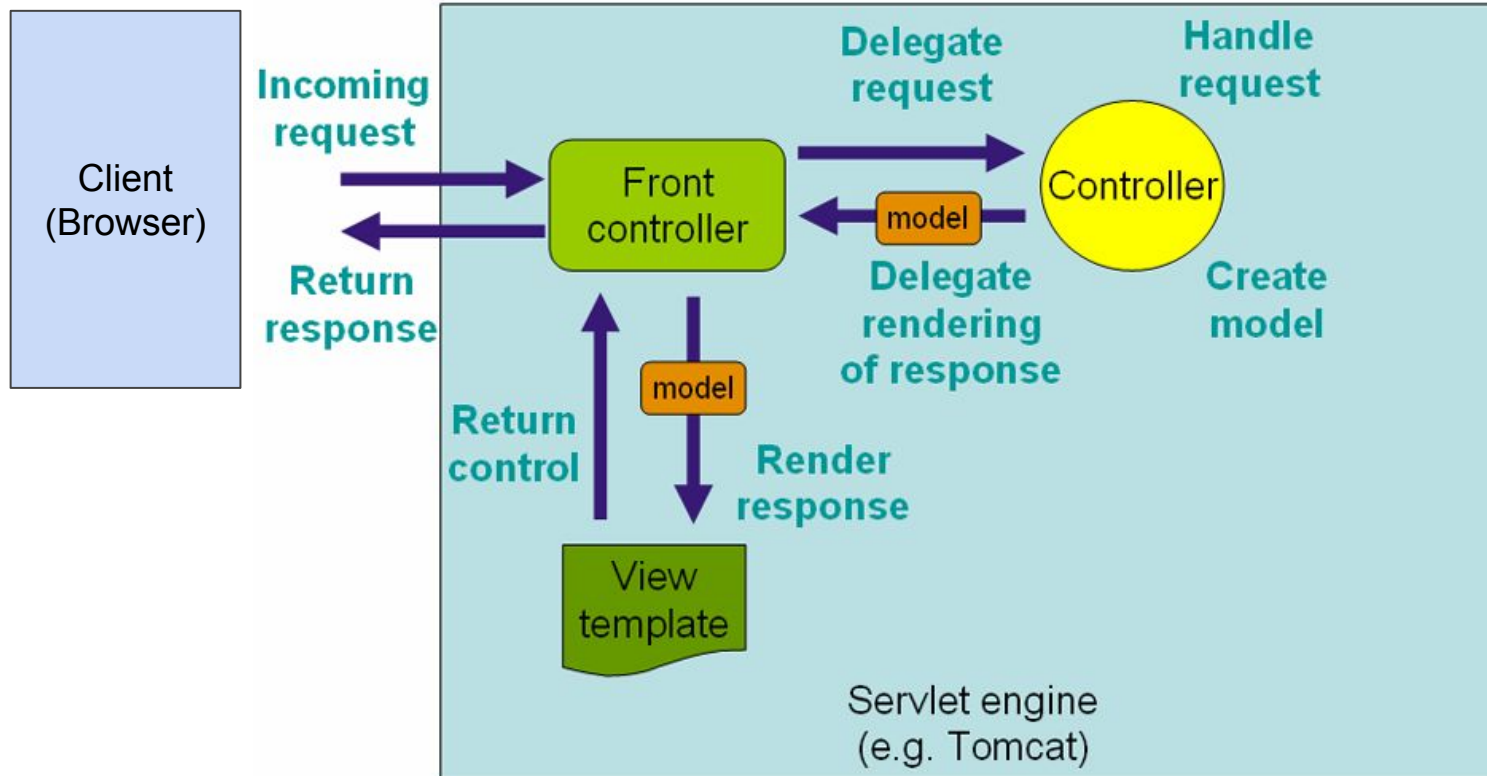 Client
(Browser)
Incoming
request
Return
response
Front
controller
Delegate
request
Handle
request
Controller
model
Delegate
rendering
of response
Create
model
model
Return
control
Render
response
View
template
Servlet engine
(e.g. Tomcat)